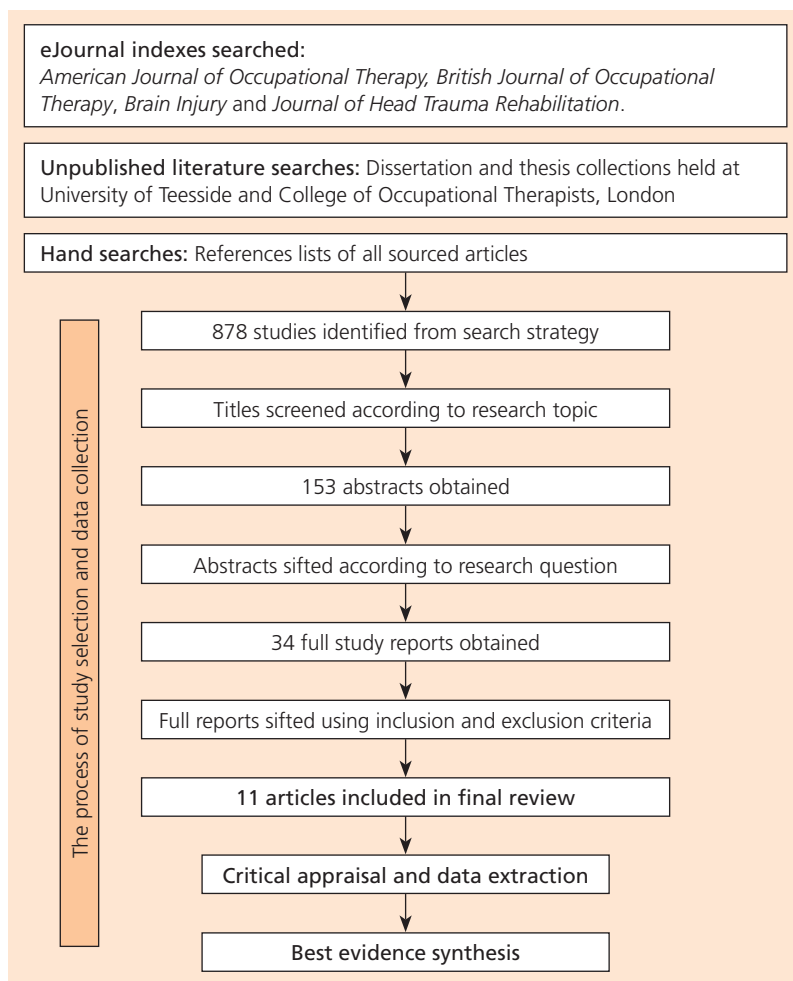 eJournal indexes searched:
American Journal of Occupational Therapy, British Journal of Occupational
Therapy, Brain Injury and Journal of Head Trauma Rehabilitation.
Unpublished literature searches: Dissertation and thesis collections held at
University of Teesside and College of Occupational Therapists, London
Hand searches: References lists of all sourced articles
The process of study selection and data collection
878 studies identified from search strategy
Titles screened according to research topic
153 abstracts obtained
Abstracts sifted according to research question
34 full study reports obtained
Full reports sifted using inclusion and exclusion criteria
11 articles included in final review
Critical appraisal and data extraction
Best evidence synthesis